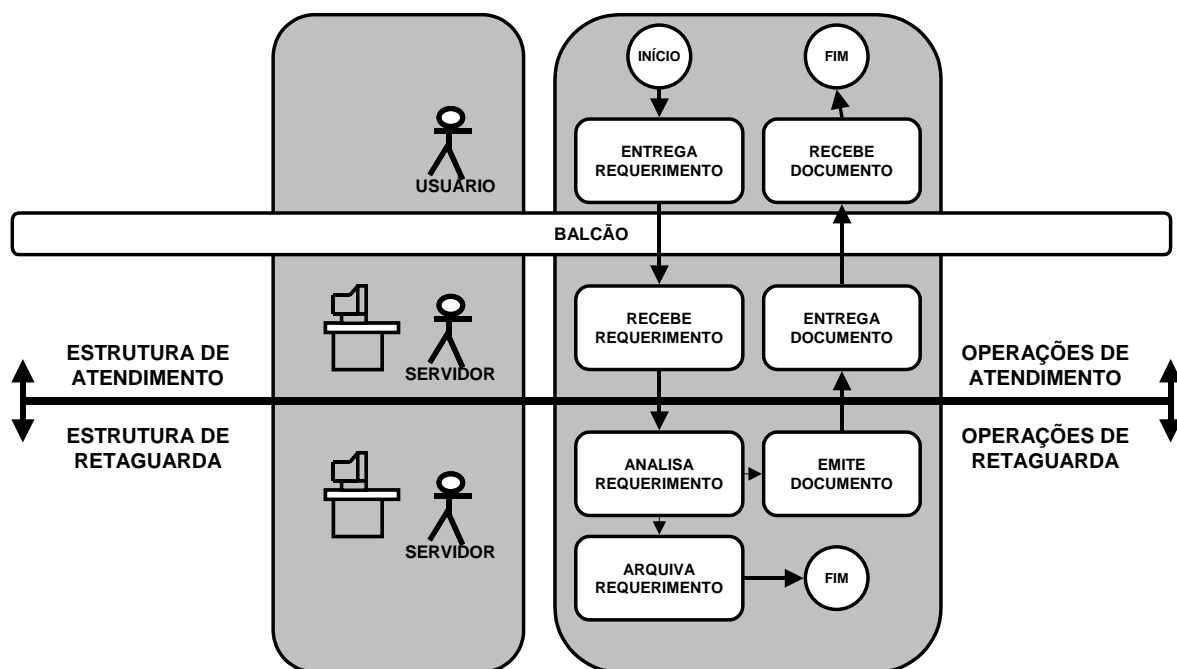 INÍCIO
FIM
ENTREGA
REQUERIMENTO
RECEBE
DOCUMENTO
USUÁRIO
BALCÃO
RECEBE
REQUERIMENTO
ENTREGA
DOCUMENTO
ESTRUTURA DE
ATENDIMENTO
SERVIDOR
OPERAÇÕES DE
ATENDIMENTO
ESTRUTURA DE
RETAGUARDA
OPERAÇÕES DE
RETAGUARDA
ANALISA
REQUERIMENTO
EMITE
DOCUMENTO
SERVIDOR
ARQUIVA
REQUERIMENTO
FIM